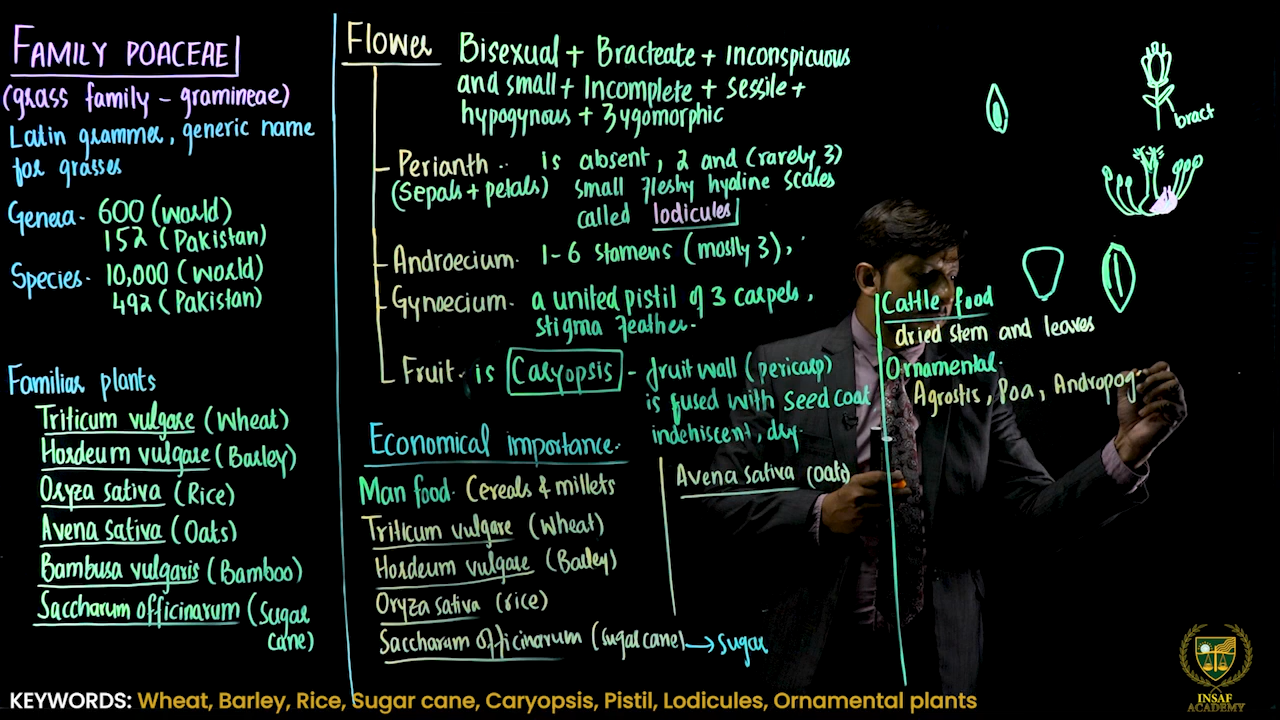 FAMILY POACEAE
(grass family - gramineae)
Latin grammer, generic name
for grasses
Genera- 600 (world)
152 (Pakistan)
Species- 10,000 (world)
492 (Pakistan)
Familiar plants
Triticum vulgare (Wheat)
Hordeum vulgare (Barley)
Oryza sativa (Rice)
Avena sativa (Oats)
Bambusa vulgaris (Bamboo)
Saccharum officinarum (Sugar
cane)
Flower
Bisexual + Bracteate + inconspicuous
and small + Incomplete + sessile +
hypogynous + Zygomorphic
Perianth .. is absent, 2 and (rarely 3)
(Sepals + petals) small fleshy hyaline scales
called lodicules
Androecium. 1-6 stamens (mostly 3),
Gynoecium- a united pistil of 3 carpels,
stigma feather.
Fruit. is Caryopsis - fruit wall (pericarp)
is fused with seed coat
indehiscent, dry.
Economical importance.
Man food. Cereals & millets
Triticum vulgare (Wheat)
Hordeum vulgare (Barley)
Oryza sativa (rice)
Saccharum officinarum (sugar cane) → sugar
Avena sativa (oats)
bract
Cattle food
dried stem and leaves
Ornamental.
Agrostis, Poa, Andropog
INSAF
ACADEMY
KEYWORDS: Wheat, Barley, Rice, Sugar cane, Caryopsis, Pistil, Lodicules, Ornamental plants